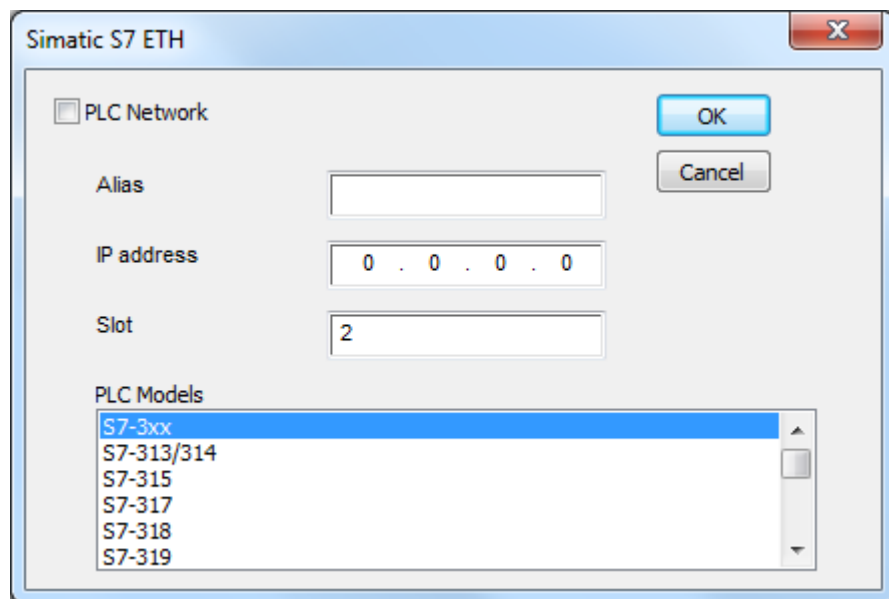 Simatic S7 ETH
PLC Network
OK
Cancel
Alias
IP address
0 . 0 . 0 . 0
Slot
2
PLC Models
S7-3xx
S7-313/314
S7-315
S7-317
S7-318
S7-319